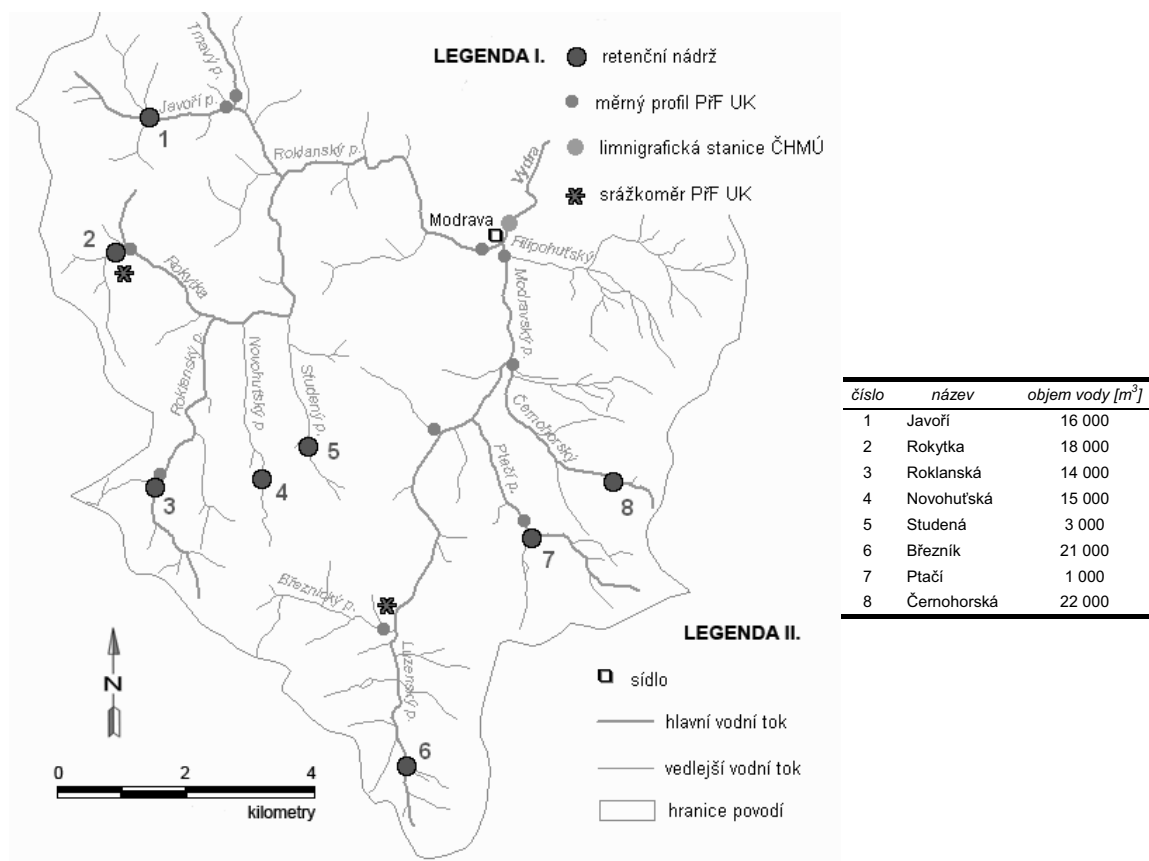 LEGENDA I.
retenční nádrž
měrný profil PřF UK
limnigrafická stanice ČHMÚ
srážkoměr PřF UK
Tmavý p.
Javoří p.
1
Roklanský p.
Vydra
Modrava
Filipohuťský
2
Rokytka
Modravský p.
Roklenský p.
Novohuťský p
Studený p.
Černohorský
Ptačí p.
5
4
3
8
7
Březnický p.
Luzenský p.
6
N
0 2 4
kilometry
LEGENDA II.
sídlo
hlavní vodní tok
vedlejší vodní tok
hranice povodí
číslo název objem vody [m³]
1 Javoří 16 000
2 Rokytka 18 000
3 Roklanská 14 000
4 Novohuťská 15 000
5 Studená 3 000
6 Březník 21 000
7 Ptačí 1 000
8 Černohorská 22 000